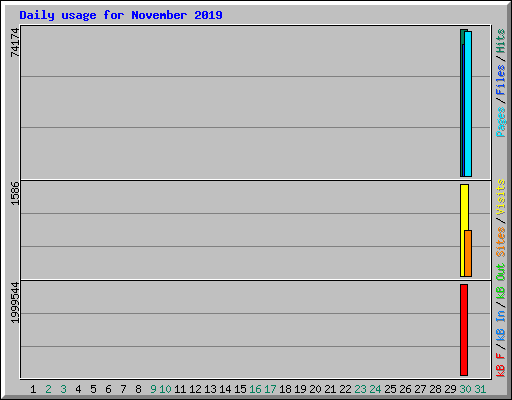 Daily usage for November 2019
74174
1586
1999544
Pages / Files / Hits
Sites / Visits
kB F / kB In / kB Out
1 2 3 4 5 6 7 8 9 10 11 12 13 14 15 16 17 18 19 20 21 22 23 24 25 26 27 28 29 30 31